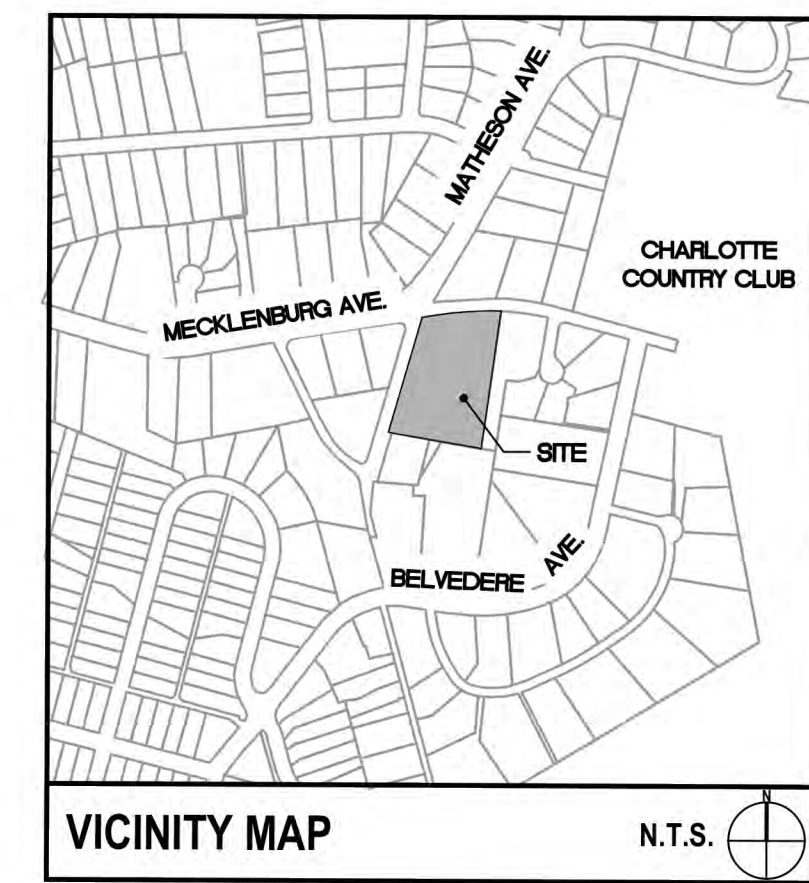 MATHESON AVE.
CHARLOTTE
COUNTRY CLUB
MECKLENBURG AVE.
SITE
BELVEDERE AVE.
VICINITY MAP
N.T.S.
N